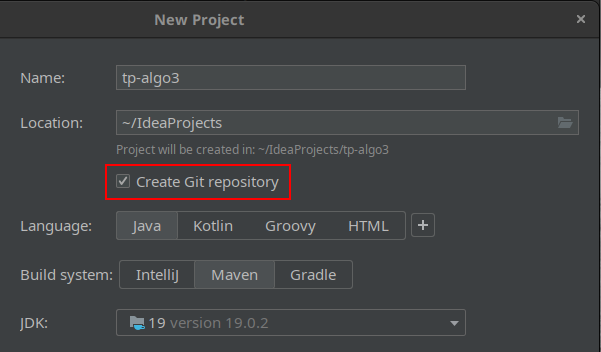 New Project ×
Name: tp-algo3
Location: ~/IdeaProjects
Project will be created in: ~/IdeaProjects/tp-algo3
Create Git repository
Language: Java Kotlin Groovy HTML +
Build system: IntelliJ Maven Gradle
JDK: 19 version 19.0.2